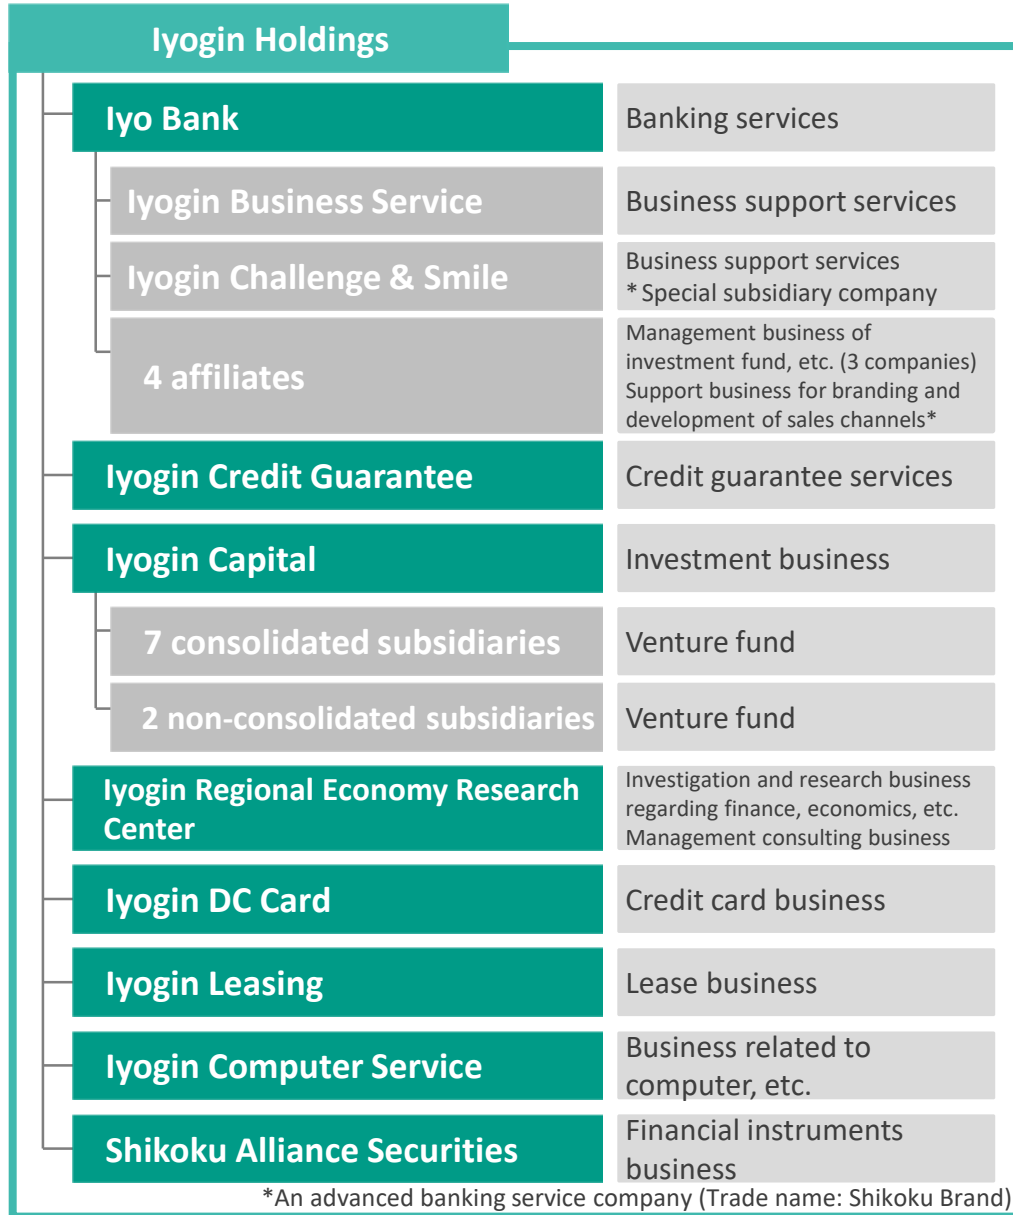 Iyogin Holdings
Iyo Bank
Banking services
Iyogin Business Service
Business support services
Iyogin Challenge & Smile
Business support services
* Special subsidiary company
4 affiliates
Management business of
investment fund, etc. (3 companies)
Support business for branding and
development of sales channels*
Iyogin Credit Guarantee
Credit guarantee services
Iyogin Capital
Investment business
7 consolidated subsidiaries
Venture fund
2 non-consolidated subsidiaries
Venture fund
Iyogin Regional Economy Research
Center
Investigation and research business
regarding finance, economics, etc.
Management consulting business
Iyogin DC Card
Credit card business
Iyogin Leasing
Lease business
Iyogin Computer Service
Business related to
computer, etc.
Shikoku Alliance Securities
Financial instruments
business
*An advanced banking service company (Trade name: Shikoku Brand)